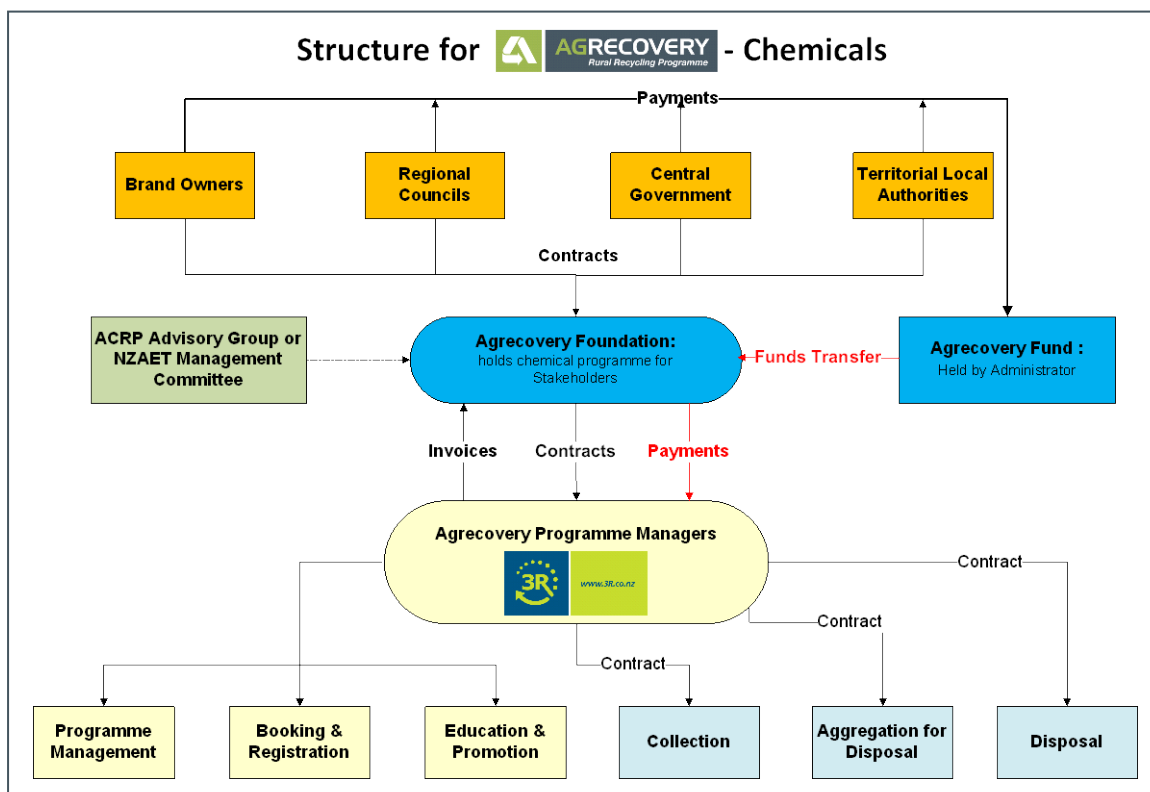 Structure for AGRECOVERY - Chemicals
Rural Recycling Programme
Payments
Brand Owners
Regional
Councils
Central
Government
Territorial Local
Authorities
Contracts
ACRP Advisory Group or
NZAET Management
Committee
Agrecovery Foundation:
holds chemical programme for
Stakeholders
Funds Transfer
Agrecovery Fund :
Held by Administrator
Invoices
Contracts
Payments
Agrecovery Programme Managers
3R
www.3R.co.nz
Contract
Contract
Contract
Programme
Management
Booking &
Registration
Education &
Promotion
Collection
Aggregation for
Disposal
Disposal